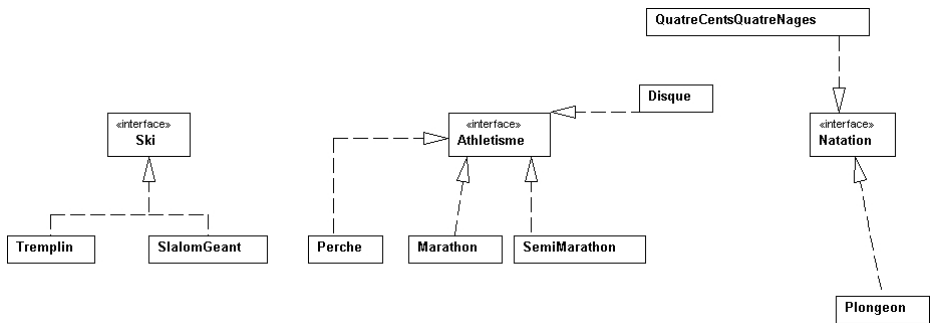 QuatreCentsQuatreNages
Disque
«interface»
Ski
«interface»
Athletisme
«interface»
Natation
Tremplin
SlalomGeant
Perche
Marathon
SemiMarathon
Plongeon